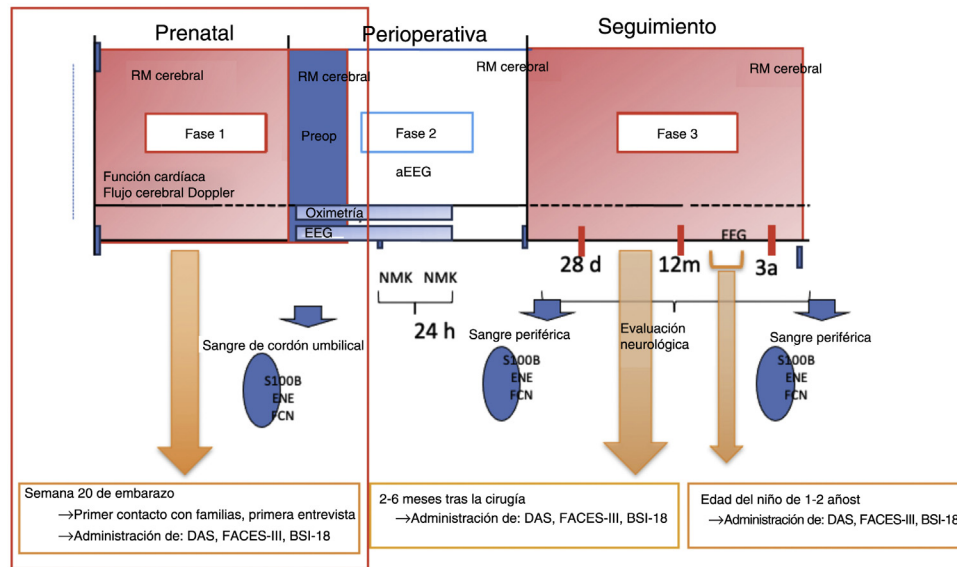 Prenatal
Perioperativa
Seguimiento
RM cerebral
RM cerebral
RM cerebral
RM cerebral
Fase 1
Preop
Fase 2
Fase 3
aEEG
Función cardíaca
Flujo cerebral Doppler
Oximetría
EEG
EEG
28 d
12m
3a
NMK
NMK
24 h
Sangre de cordón umbilical
S100B
ENE
FCN
Sangre periférica
S100B
ENE
FCN
Evaluación
neurológica
Sangre periférica
S100B
ENE
FCN
Semana 20 de embarazo
→Primer contacto con familias, primera entrevista
→Administración de: DAS, FACES-III, BSI-18
2-6 meses tras la cirugía
→Administración de: DAS, FACES-III, BSI-18
Edad del niño de 1-2 añost
→Administración de: DAS, FACES-III, BSI-18